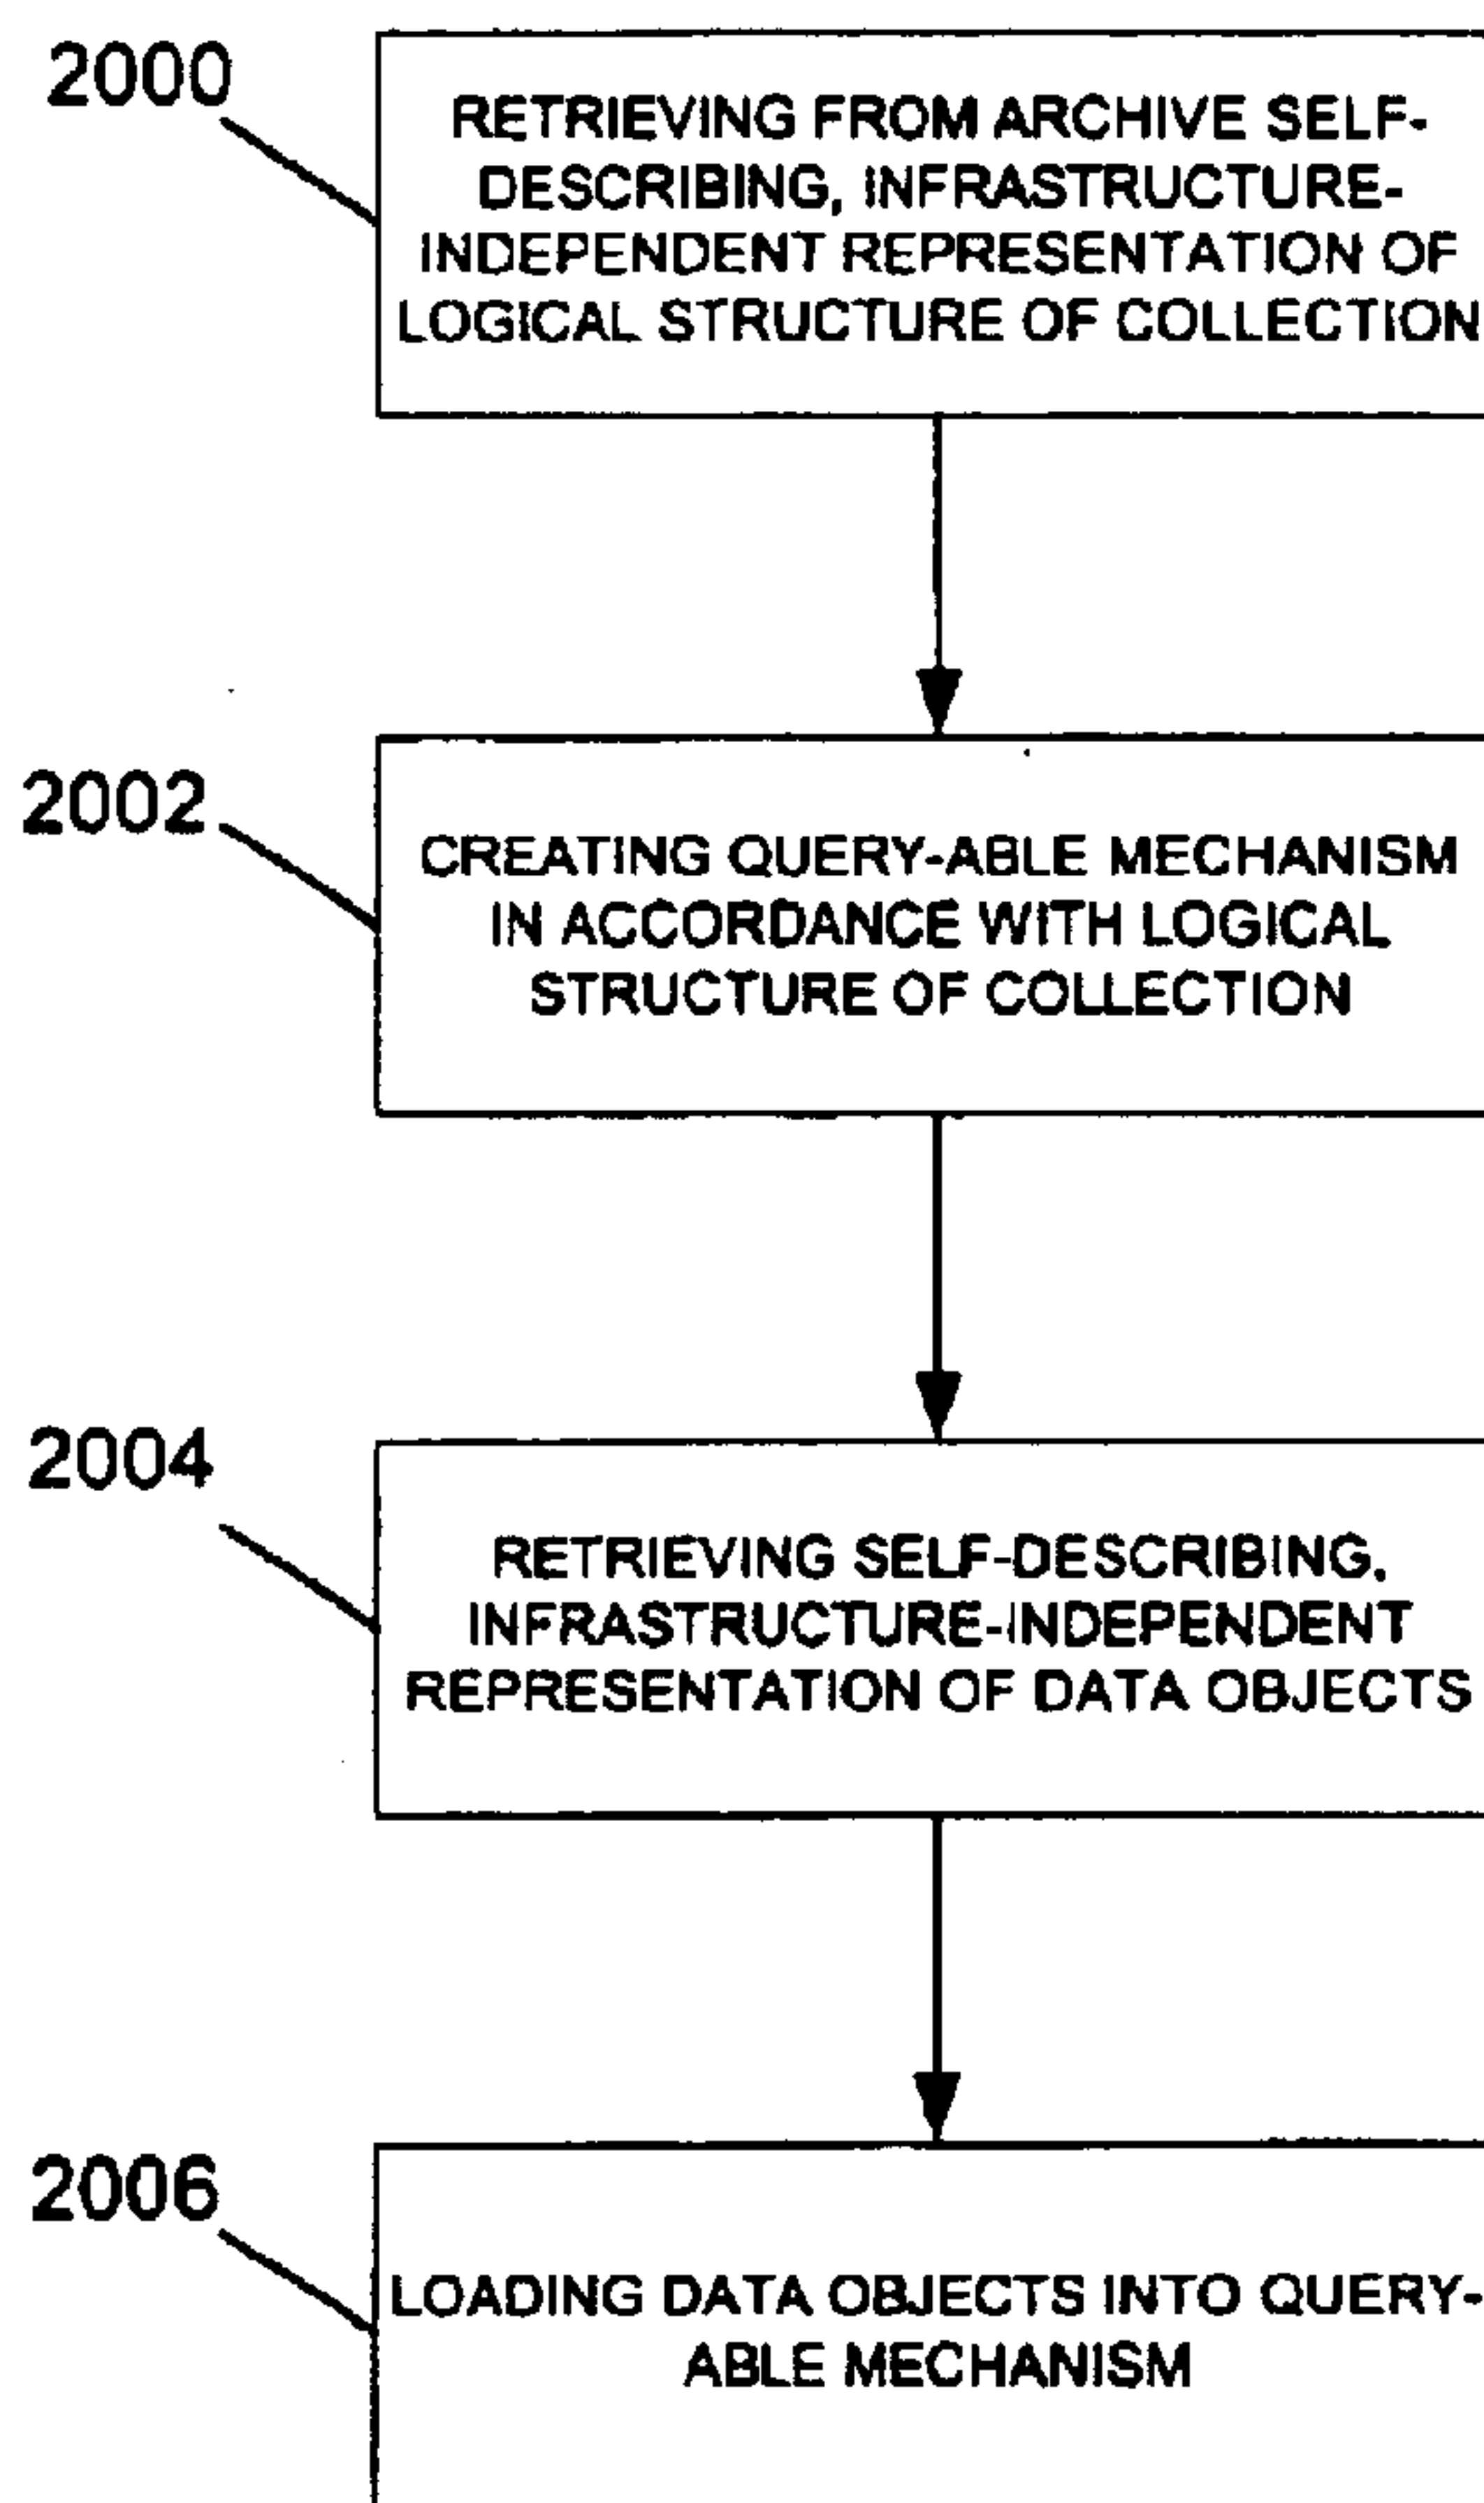 2000
RETRIEVING FROM ARCHIVE SELF-
DESCRIBING, INFRASTRUCTURE-
INDEPENDENT REPRESENTATION OF
LOGICAL STRUCTURE OF COLLECTION
2002
CREATING QUERY-ABLE MECHANISM
IN ACCORDANCE WITH LOGICAL
STRUCTURE OF COLLECTION
2004
RETRIEVING SELF-DESCRIBING,
INFRASTRUCTURE-INDEPENDENT
REPRESENTATION OF DATA OBJECTS
2006
LOADING DATA OBJECTS INTO QUERY-
ABLE MECHANISM